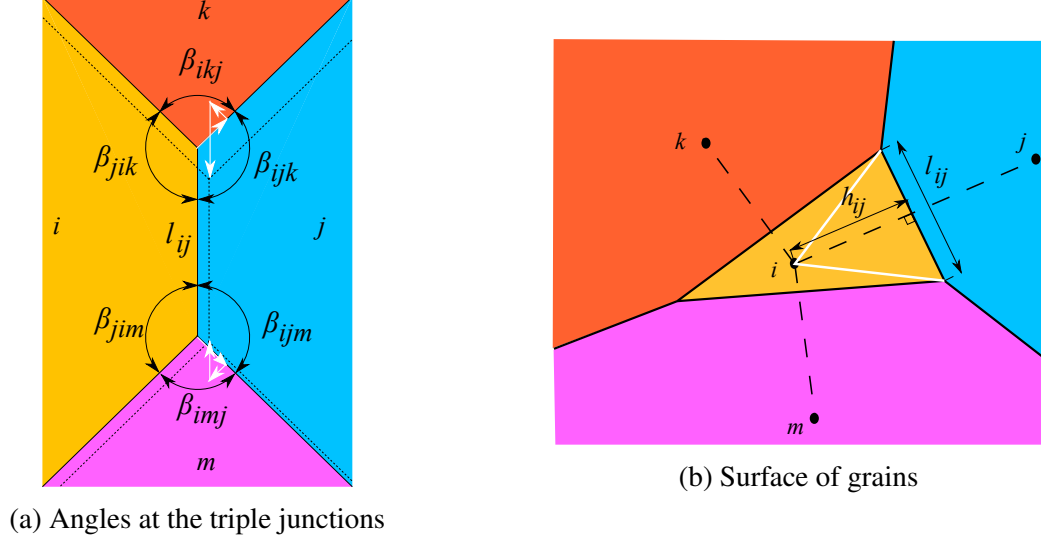 k
β_ikj
β_jik
β_ijk
i
l_ij
j
β_jim
β_ijm
β_imj
m
(a) Angles at the triple junctions
k
j
l_ij
h_ij
i
m
(b) Surface of grains